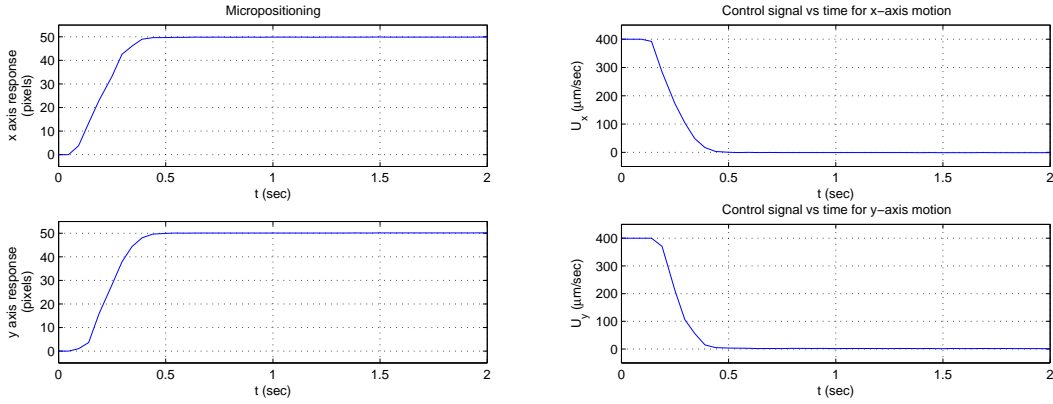 Micropositioning
50
40
30
20
10
0
x axis response
(pixels)
0 0.5 1 1.5 2
t (sec)
50
40
30
20
10
0
y axis response
(pixels)
0 0.5 1 1.5 2
t (sec)
Control signal vs time for x−axis motion
400
300
200
100
0
U_x (μm/sec)
0 0.5 1 1.5 2
t (sec)
Control signal vs time for y−axis motion
400
300
200
100
0
U_y (μm/sec)
0 0.5 1 1.5 2
t (sec)